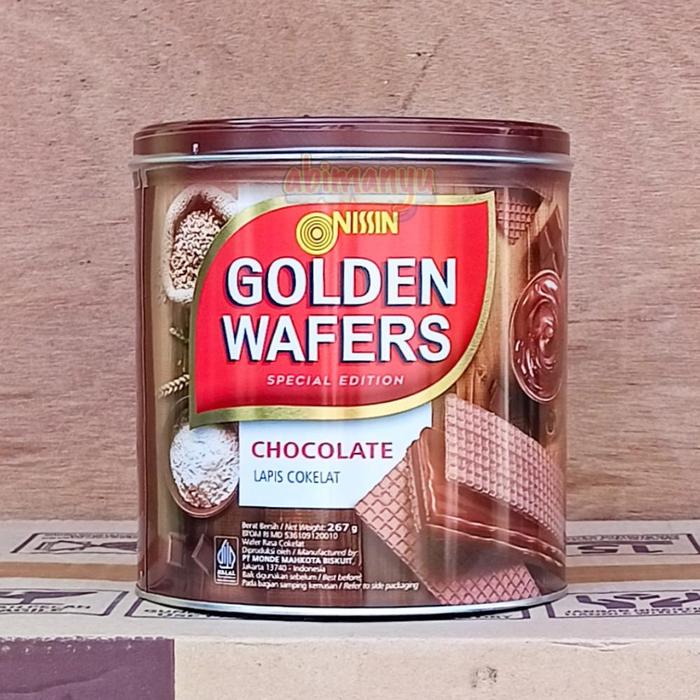 abimanyu
NISSIN
GOLDEN
WAFERS
SPECIAL EDITION
CHOCOLATE
LAPIS COKELAT
Berat Bersih / Net Weight: 267 g
BPOM RI MD 536109120010
Wafer Rasa Cokelat
Diproduksi oleh / Manufactured by:
PT MONDE MAHKOTA BISKUIT,
Jakarta 13740 - Indonesia
Baik digunakan sebelum / Best before:
Pada bagian samping kemasan / Refer to side packaging
HALAL